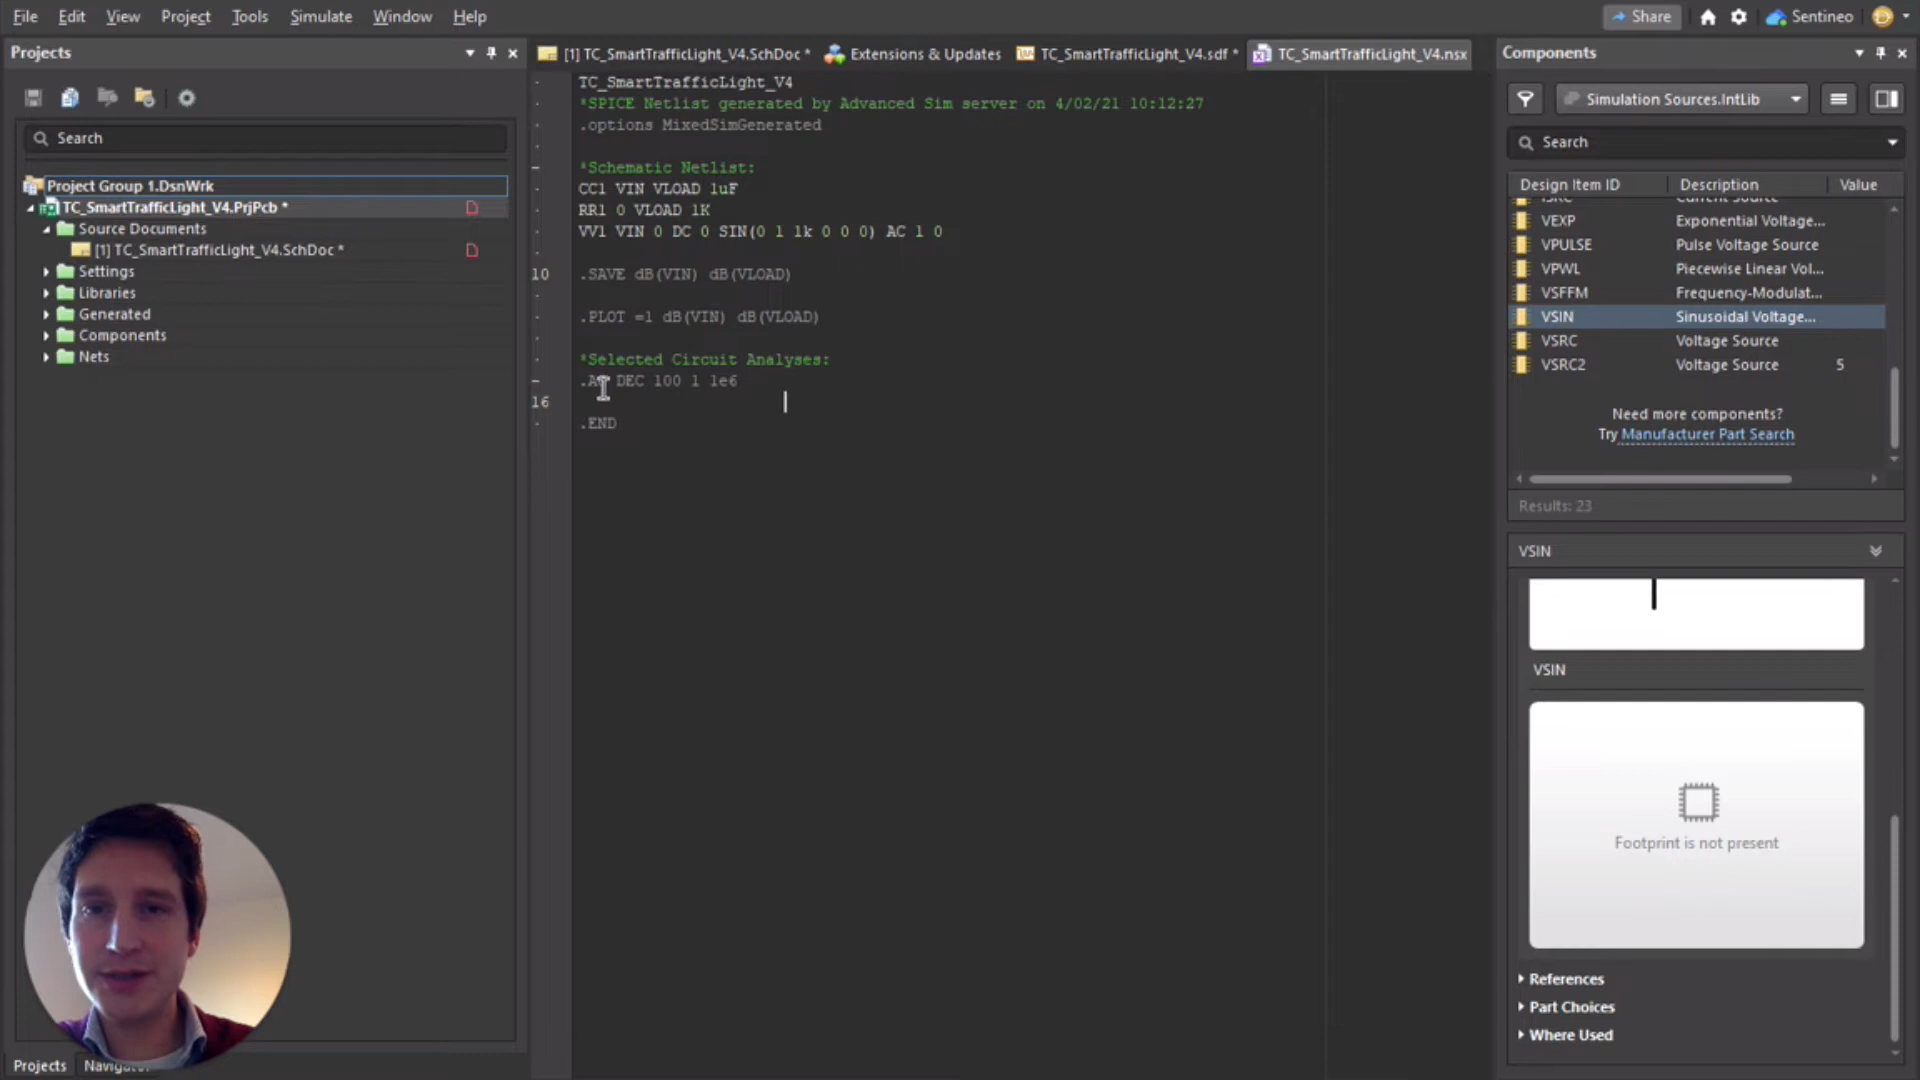 File Edit View Project Tools Simulate Window Help
Share Sentineo
Projects
[1] TC_SmartTrafficLight_V4.SchDoc * Extensions & Updates TC_SmartTrafficLight_V4.sdf * TC_SmartTrafficLight_V4.nsx
Components
Search
Project Group 1.DsnWrk
TC_SmartTrafficLight_V4.PrjPcb *
Source Documents
[1] TC_SmartTrafficLight_V4.SchDoc *
Settings
Libraries
Generated
Components
Nets
TC_SmartTrafficLight_V4
*SPICE Netlist generated by Advanced Sim server on 4/02/21 10:12:27
.options MixedSimGenerated
*Schematic Netlist:
CC1 VIN VLOAD 1uF
RR1 0 VLOAD 1K
VV1 VIN 0 DC 0 SIN(0 1 1k 0 0 0) AC 1 0
10 .SAVE dB(VIN) dB(VLOAD)
.PLOT =1 dB(VIN) dB(VLOAD)
*Selected Circuit Analyses:
DEC 100 1 1e6
16
.END
Simulation Sources.IntLib
Search
Design Item ID Description Value
VEXP Exponential Voltage...
VPULSE Pulse Voltage Source
VPWL Piecewise Linear Vol...
VSFFM Frequency-Modulat...
VSIN Sinusoidal Voltage...
VSRC Voltage Source
VSRC2 Voltage Source 5
Need more components?
Try Manufacturer Part Search
Results: 23
VSIN
VSIN
Footprint is not present
References
Part Choices
Where Used
Projects